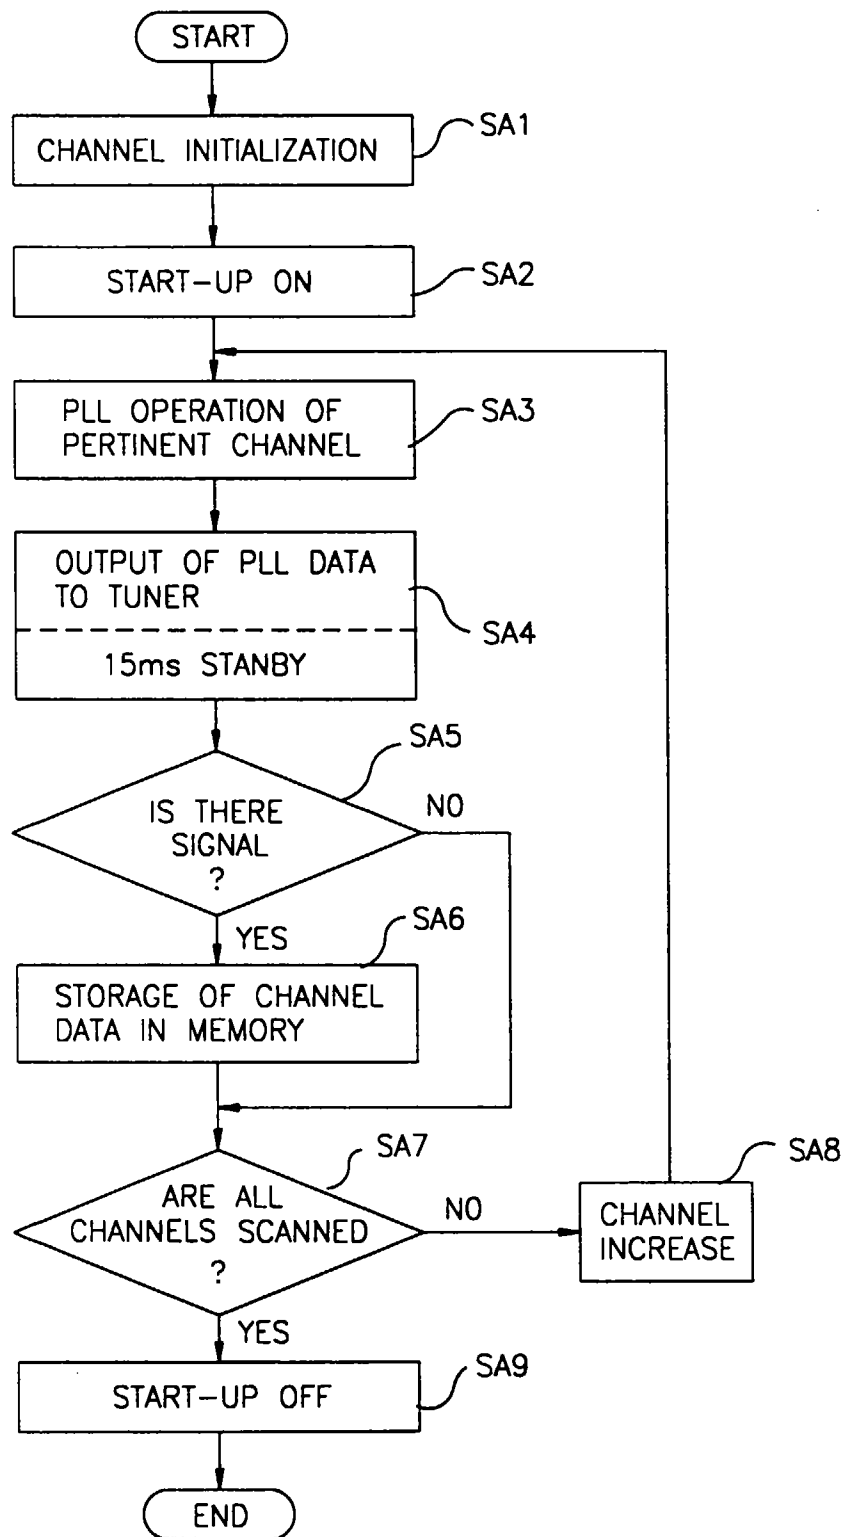 START
CHANNEL INITIALIZATION
SA1
START-UP ON
SA2
PLL OPERATION OF
PERTINENT CHANNEL
SA3
OUTPUT OF PLL DATA
TO TUNER
SA4
15ms STANBY
SA5
IS THERE
SIGNAL
?
NO
YES
SA6
STORAGE OF CHANNEL
DATA IN MEMORY
SA7
ARE ALL
CHANNELS SCANNED
?
NO
SA8
CHANNEL
INCREASE
YES
START-UP OFF
SA9
END